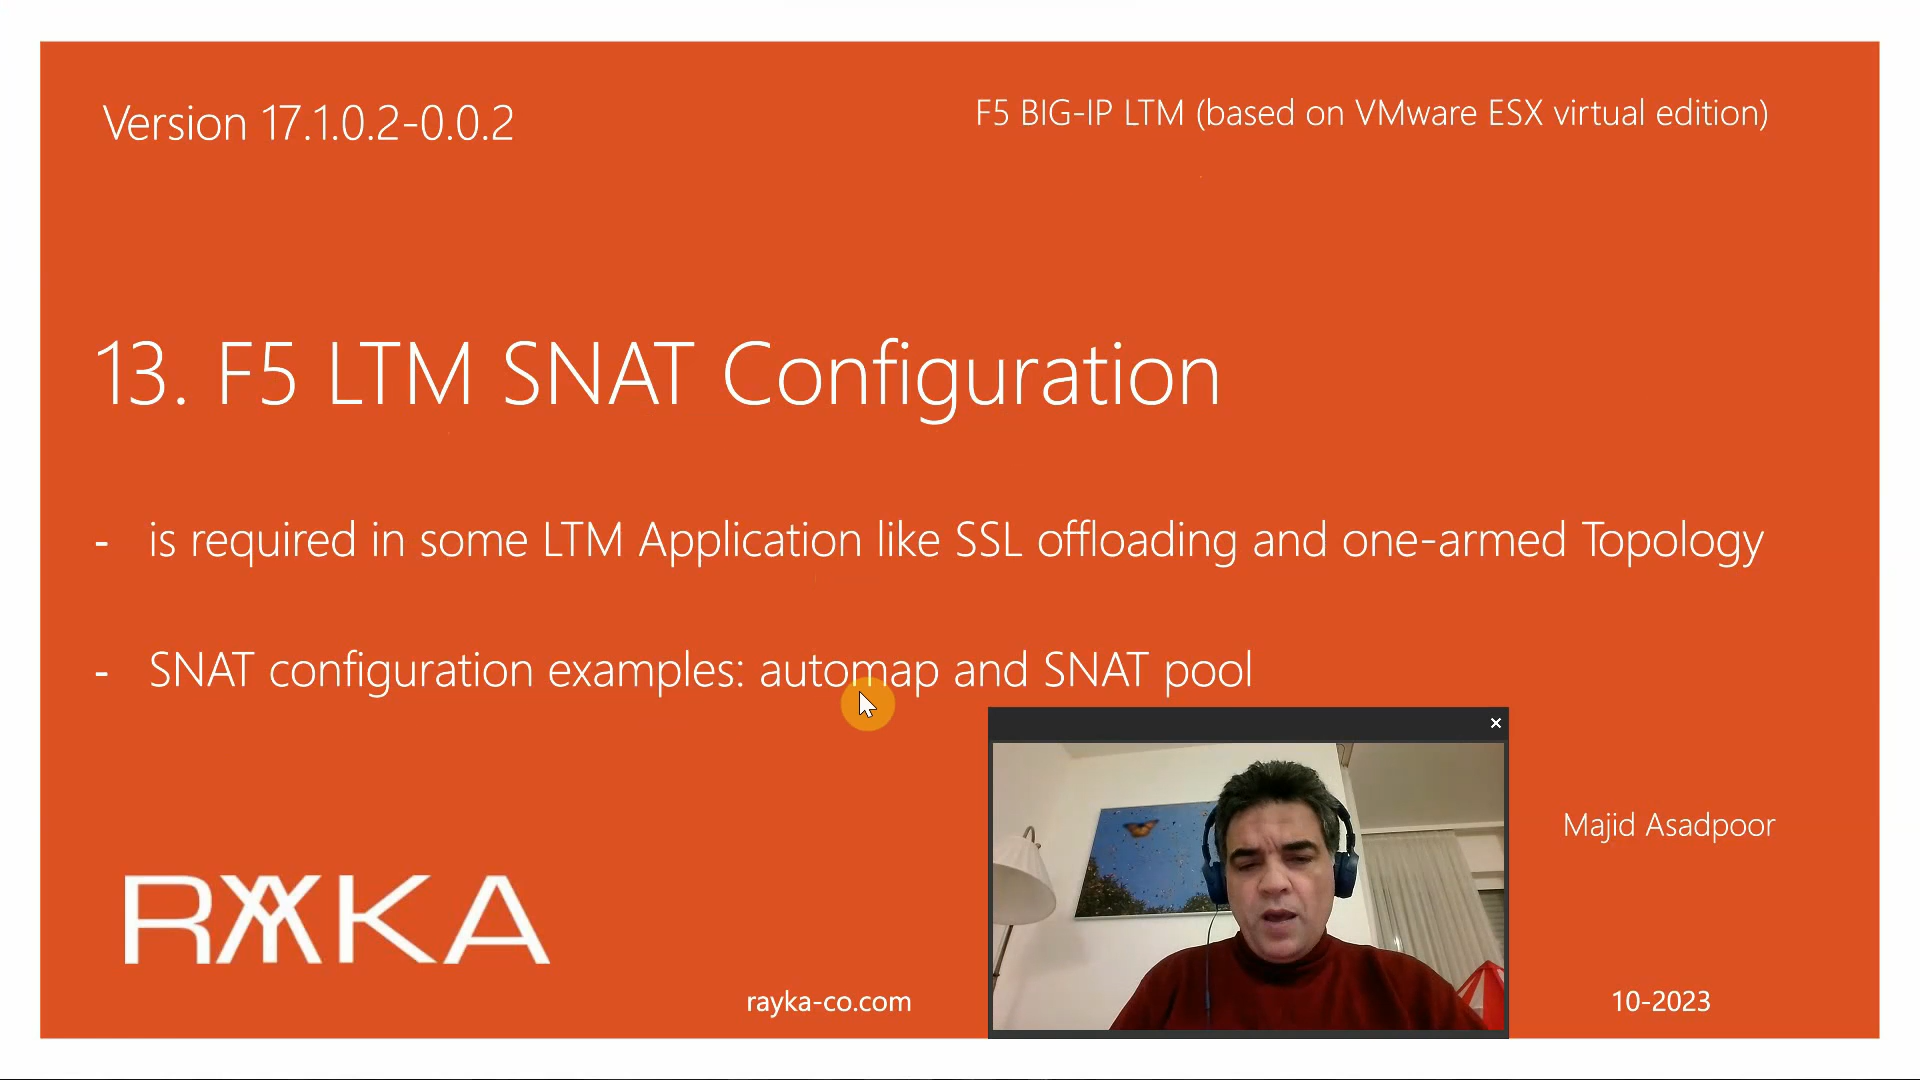 Version 17.1.0.2-0.0.2
F5 BIG-IP LTM (based on VMware ESX virtual edition)
13. F5 LTM SNAT Configuration
- is required in some LTM Application like SSL offloading and one-armed Topology
- SNAT configuration examples: automap and SNAT pool
Majid Asadpoor
RAYKA
rayka-co.com
10-2023